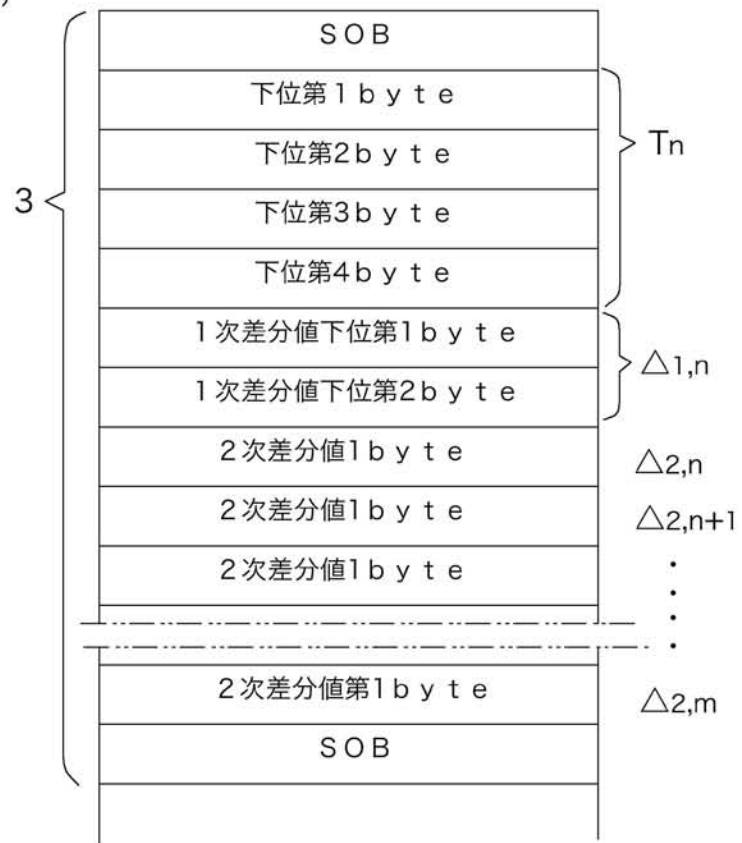 SOB
下位第1byte
下位第2byte
Tn
3
下位第3byte
下位第4byte
1次差分値下位第1byte
△1,n
1次差分値下位第2byte
2次差分値1byte
△2,n
2次差分値1byte
△2,n+1
2次差分値1byte
2次差分値第1byte
△2,m
SOB